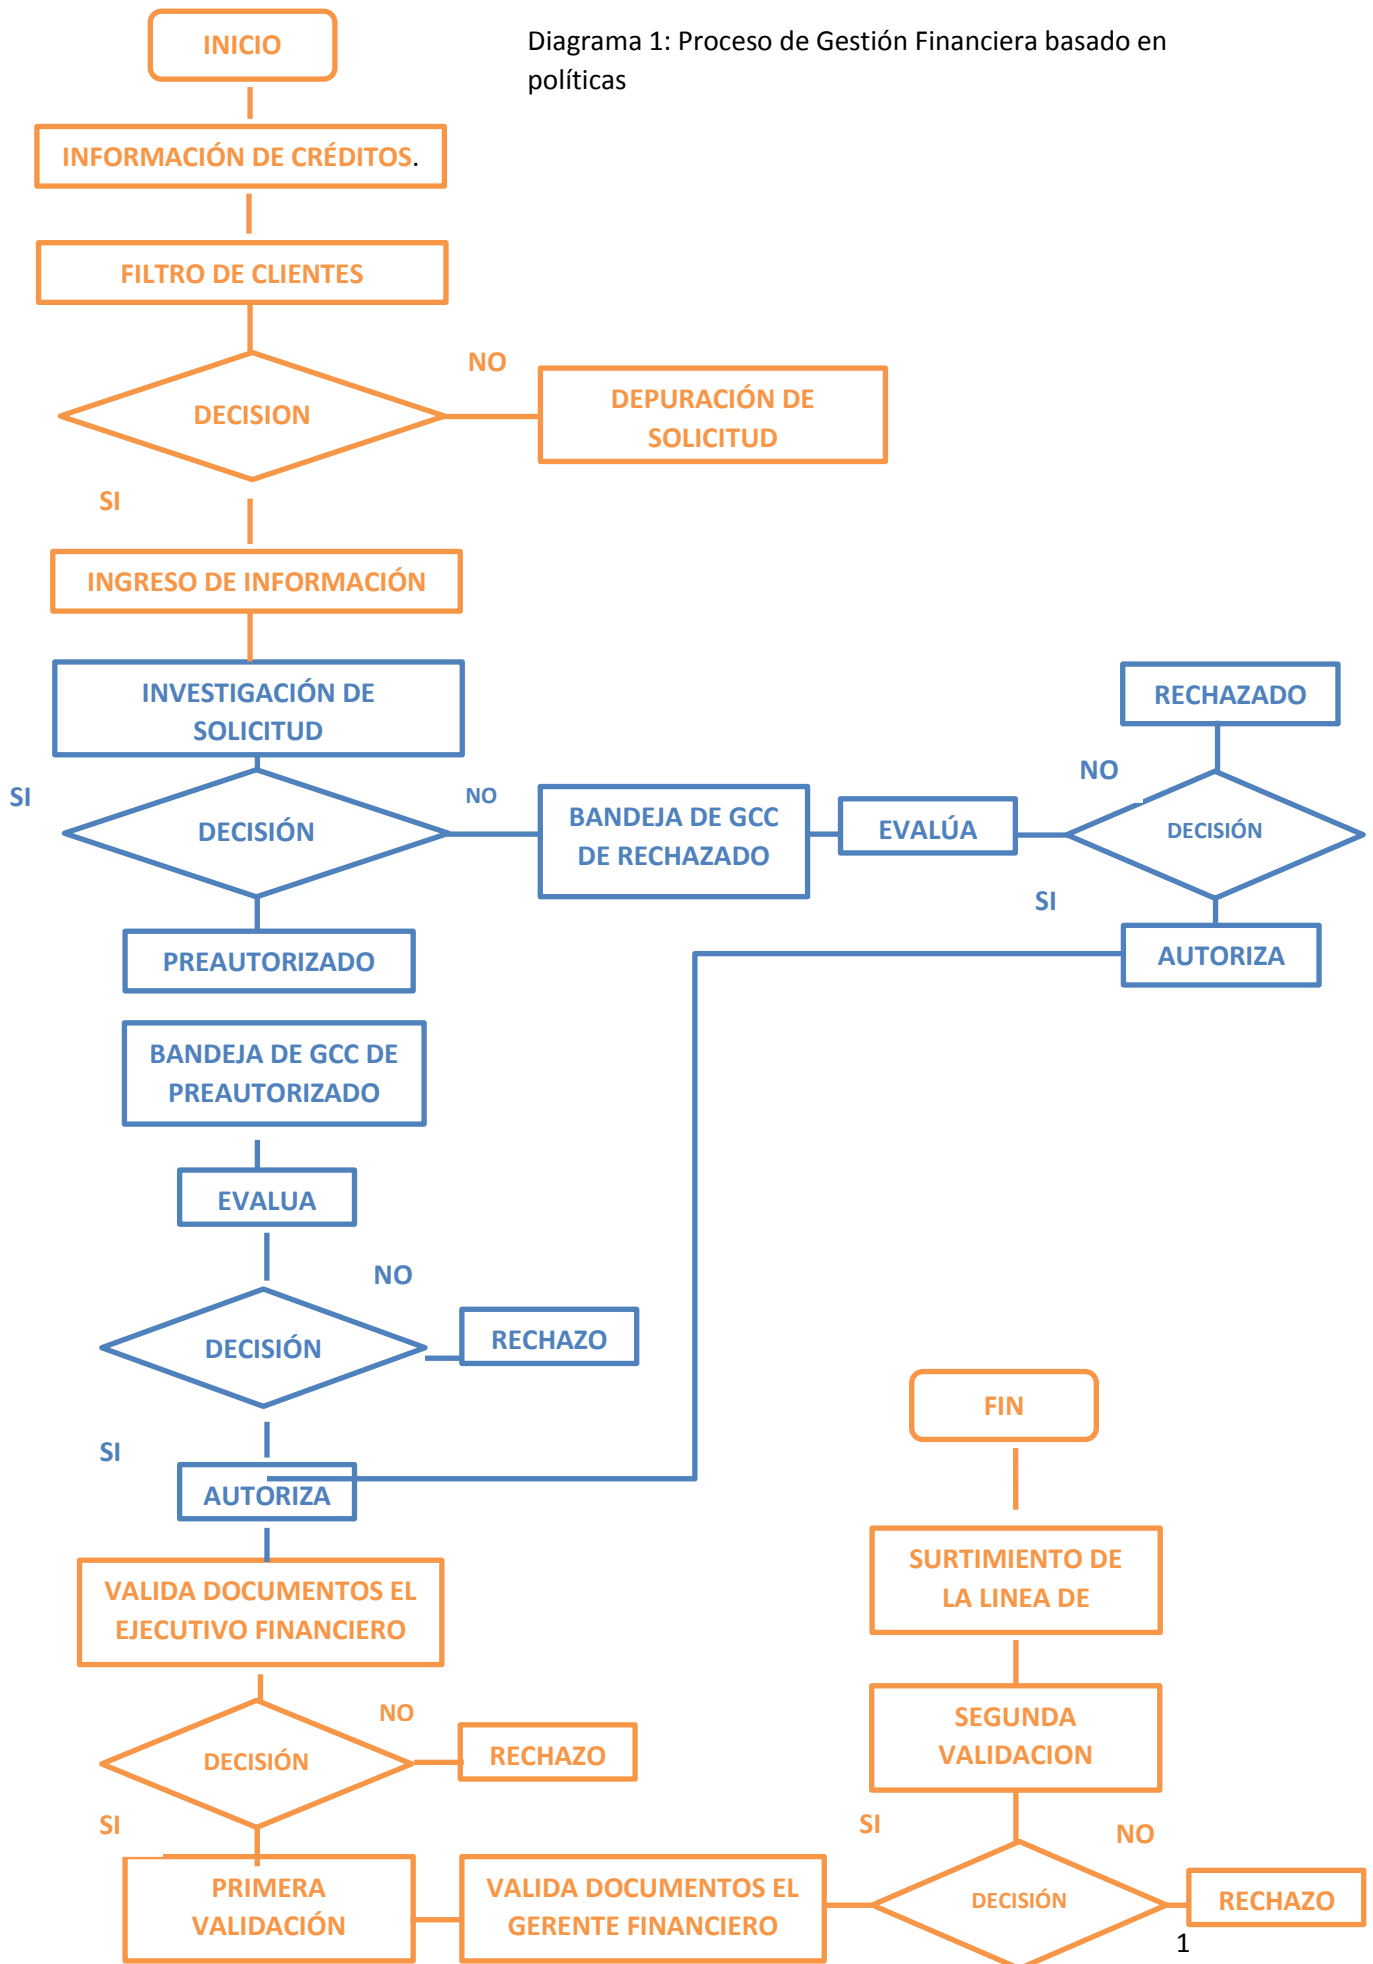 INICIO
Diagrama 1: Proceso de Gestión Financiera basado en
políticas
INFORMACIÓN DE CRÉDITOS.
FILTRO DE CLIENTES
NO
DECISION
DEPURACIÓN DE
SOLICITUD
SI
INGRESO DE INFORMACIÓN
INVESTIGACIÓN DE
SOLICITUD
RECHAZADO
SI
NO
NO
DECISIÓN
BANDEJA DE GCC
DE RECHAZADO
EVALÚA
DECISIÓN
SI
PREAUTORIZADO
AUTORIZA
BANDEJA DE GCC DE
PREAUTORIZADO
EVALUA
NO
DECISIÓN
RECHAZO
SI
AUTORIZA
VALIDA DOCUMENTOS EL
EJECUTIVO FINANCIERO
NO
DECISIÓN
RECHAZO
SI
PRIMERA
VALIDACIÓN
VALIDA DOCUMENTOS EL
GERENTE FINANCIERO
FIN
SURTIMIENTO DE
LA LINEA DE
SEGUNDA
VALIDACION
SI
NO
DECISIÓN
RECHAZO
1